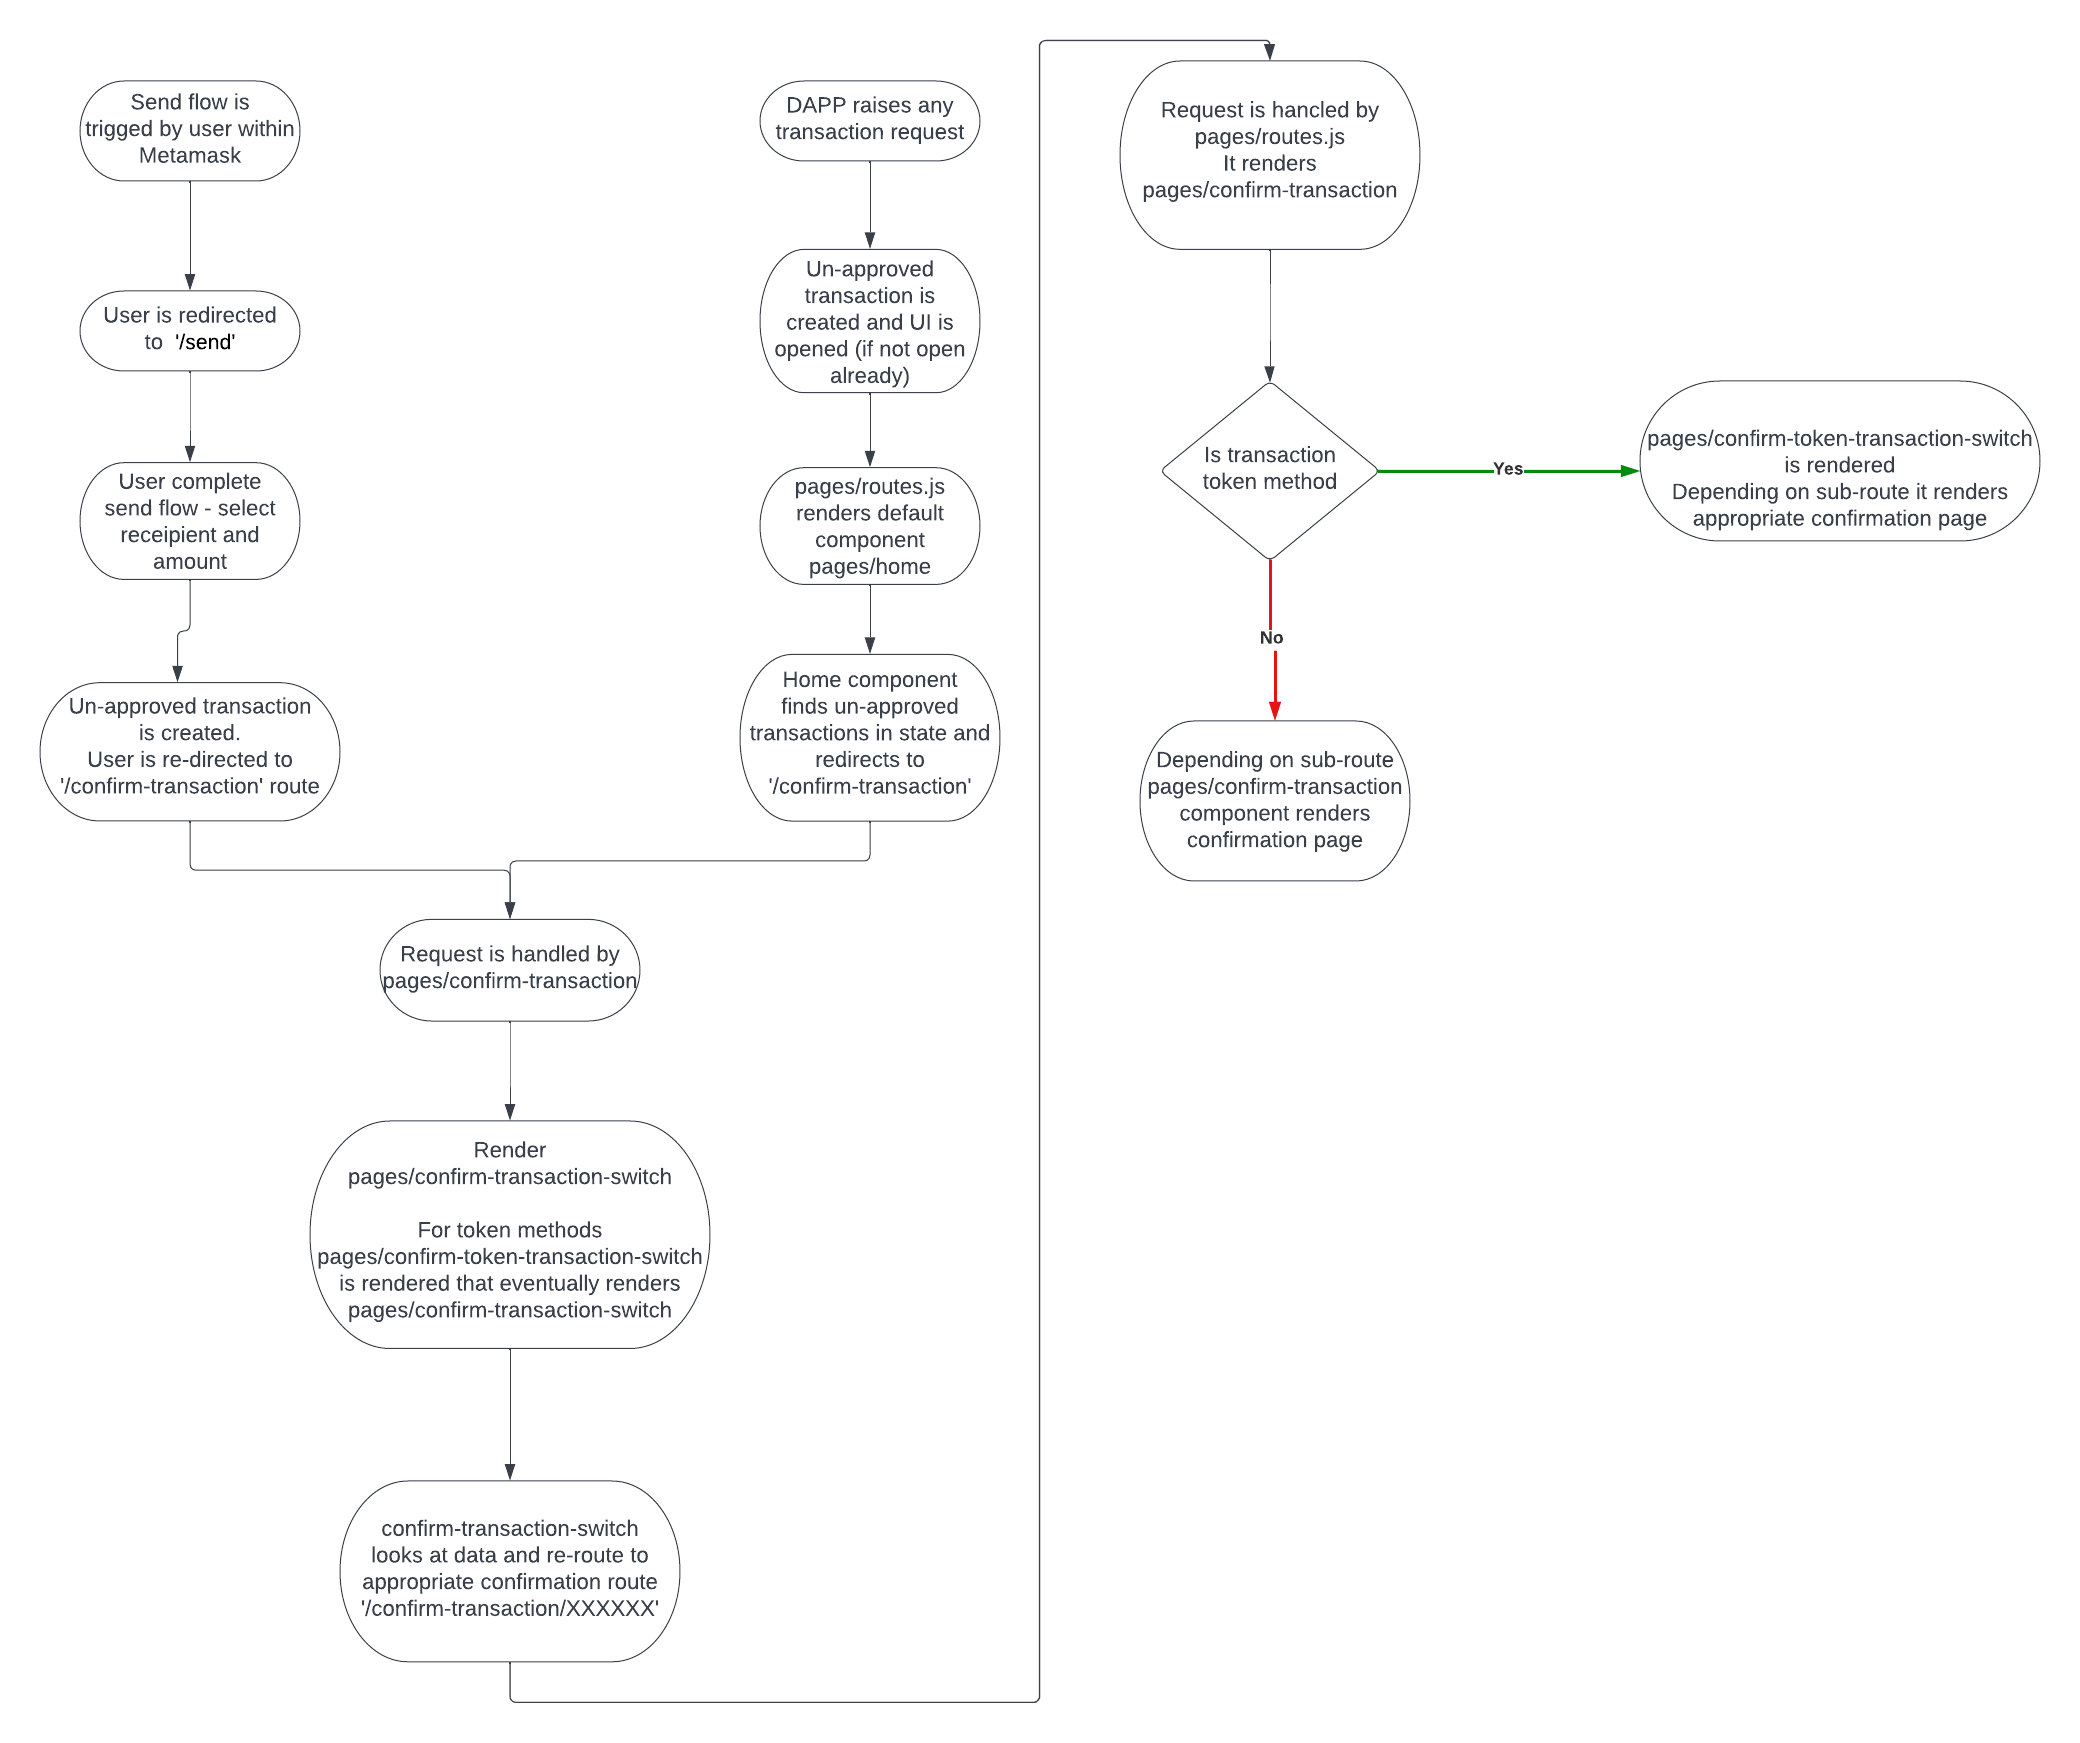 Send flow is
trigged by user within
Metamask
User is redirected
to '/send'
User complete
send flow - select
receipient and
amount
Un-approved transaction
is created.
User is re-directed to
'/confirm-transaction' route
DAPP raises any
transaction request
Un-approved
transaction is
created and UI is
opened (if not open
already)
pages/routes.js
renders default
component
pages/home
Home component
finds un-approved
transactions in state and
redirects to
'/confirm-transaction'
Request is handled by
pages/confirm-transaction
Render
pages/confirm-transaction-switch
For token methods
pages/confirm-token-transaction-switch
is rendered that eventually renders
pages/confirm-transaction-switch
confirm-transaction-switch
looks at data and re-route to
appropriate confirmation route
'/confirm-transaction/XXXXXX'
Request is hancled by
pages/routes.js
It renders
pages/confirm-transaction
Is transaction
token method
Yes
pages/confirm-token-transaction-switch
is rendered
Depending on sub-route it renders
appropriate confirmation page
No
Depending on sub-route
pages/confirm-transaction
component renders
confirmation page